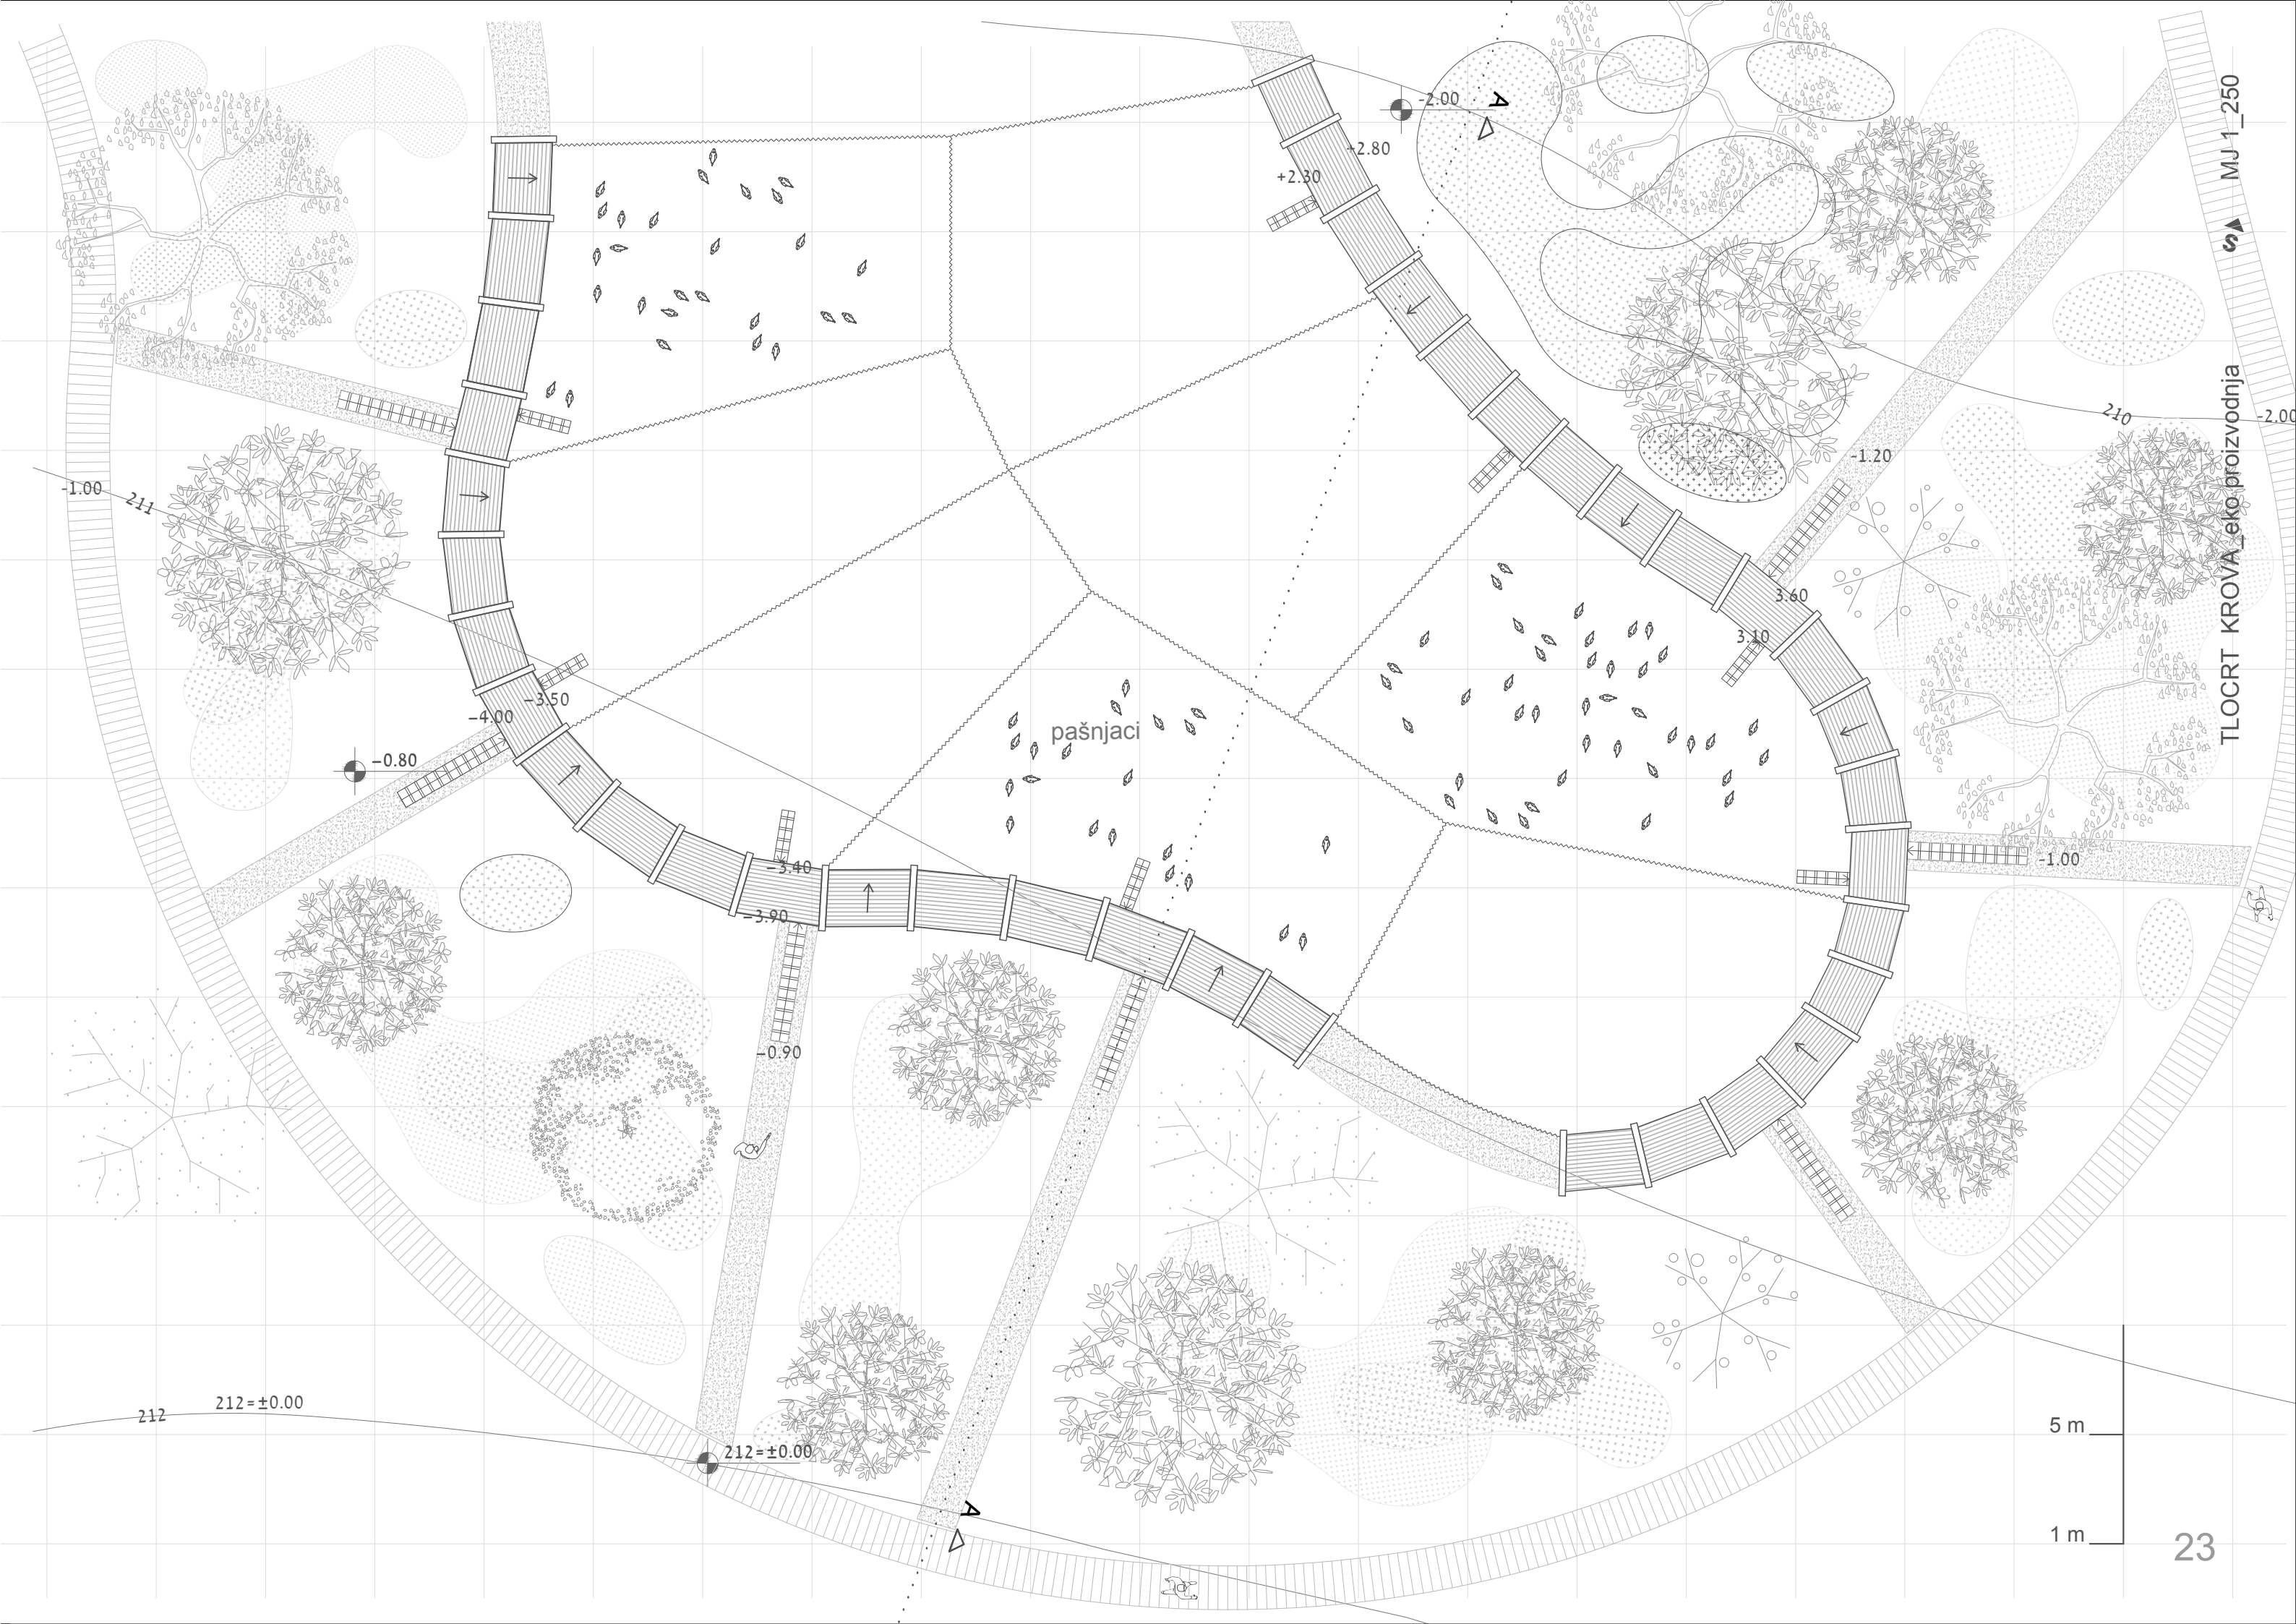 -2.00
A
-2.80
+2.30
MJ 1_250
S
TLOCRT KROVA_eko proizvodnja
210
-2.00
-1.20
-1.00
211
3.60
3.10
-3.50
-4.00
pašnjaci
-0.80
-3.40
-1.00
-3.90
-0.90
212=±0.00
212
5 m
212=±0.00
A
1 m
23